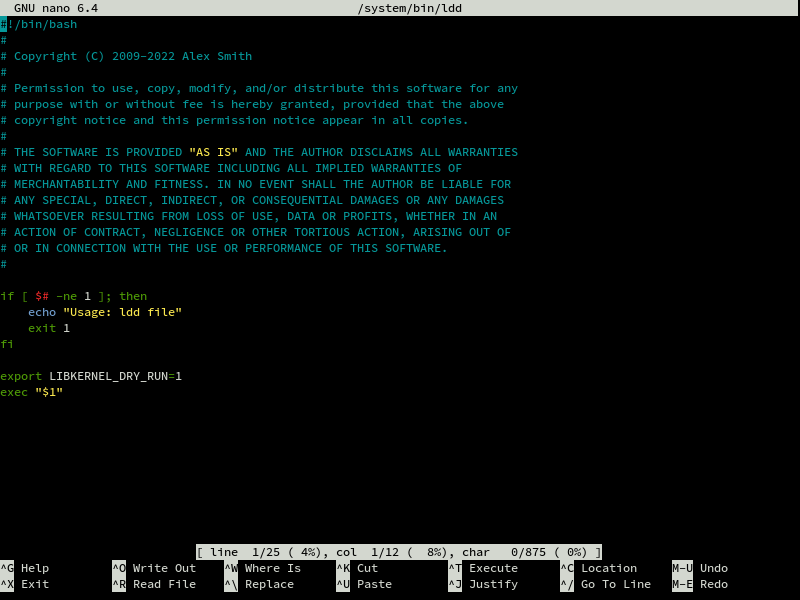 GNU nano 6.4 /system/bin/ldd
#!/bin/bash
#
# Copyright (C) 2009-2022 Alex Smith
#
# Permission to use, copy, modify, and/or distribute this software for any
# purpose with or without fee is hereby granted, provided that the above
# copyright notice and this permission notice appear in all copies.
#
# THE SOFTWARE IS PROVIDED "AS IS" AND THE AUTHOR DISCLAIMS ALL WARRANTIES
# WITH REGARD TO THIS SOFTWARE INCLUDING ALL IMPLIED WARRANTIES OF
# MERCHANTABILITY AND FITNESS. IN NO EVENT SHALL THE AUTHOR BE LIABLE FOR
# ANY SPECIAL, DIRECT, INDIRECT, OR CONSEQUENTIAL DAMAGES OR ANY DAMAGES
# WHATSOEVER RESULTING FROM LOSS OF USE, DATA OR PROFITS, WHETHER IN AN
# ACTION OF CONTRACT, NEGLIGENCE OR OTHER TORTIOUS ACTION, ARISING OUT OF
# OR IN CONNECTION WITH THE USE OR PERFORMANCE OF THIS SOFTWARE.
#
if [ $# -ne 1 ]; then
    echo "Usage: ldd file"
    exit 1
fi
export LIBKERNEL_DRY_RUN=1
exec "$1"
[ line  1/25 ( 4%), col  1/12 (  8%), char   0/875 ( 0%) ]
^G Help ^O Write Out ^W Where Is ^K Cut ^T Execute ^C Location M-U Undo
^X Exit ^R Read File ^\ Replace ^U Paste ^J Justify ^/ Go To Line M-E Redo